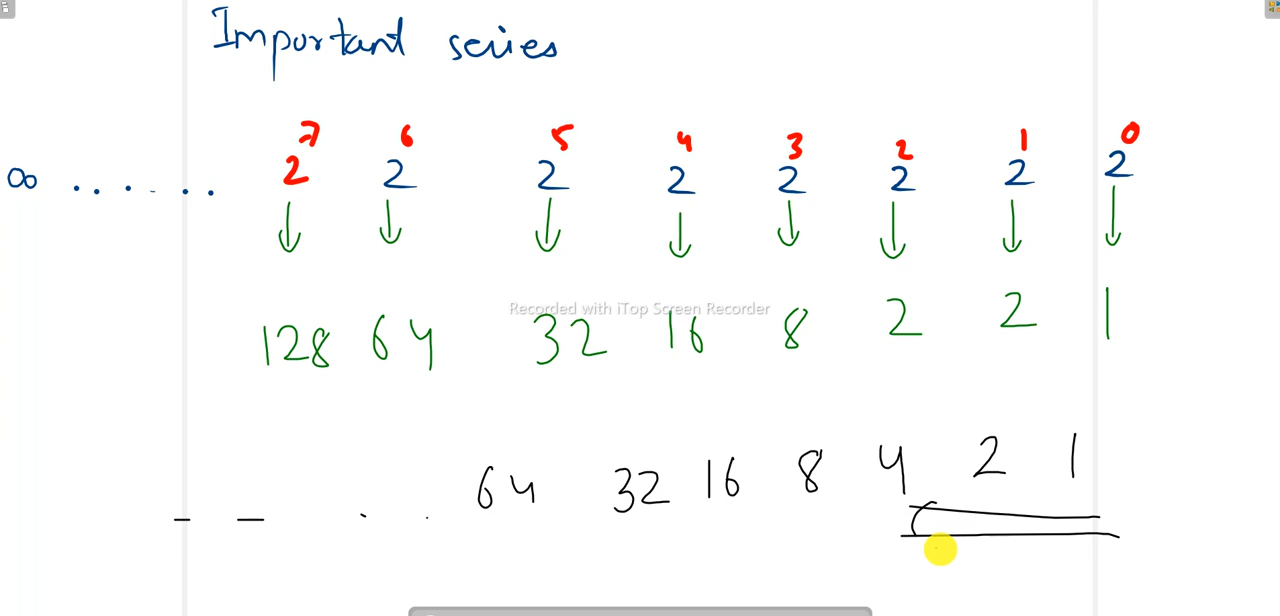 Important series
7 6 5 4 3 2 1 0
∞ . . . . . . 2 2 2 2 2 2 2 2
Recorded with iTop Screen Recorder
128 64 32 16 8 2 2 1
_ _ . . 64 32 16 8 4 2 1